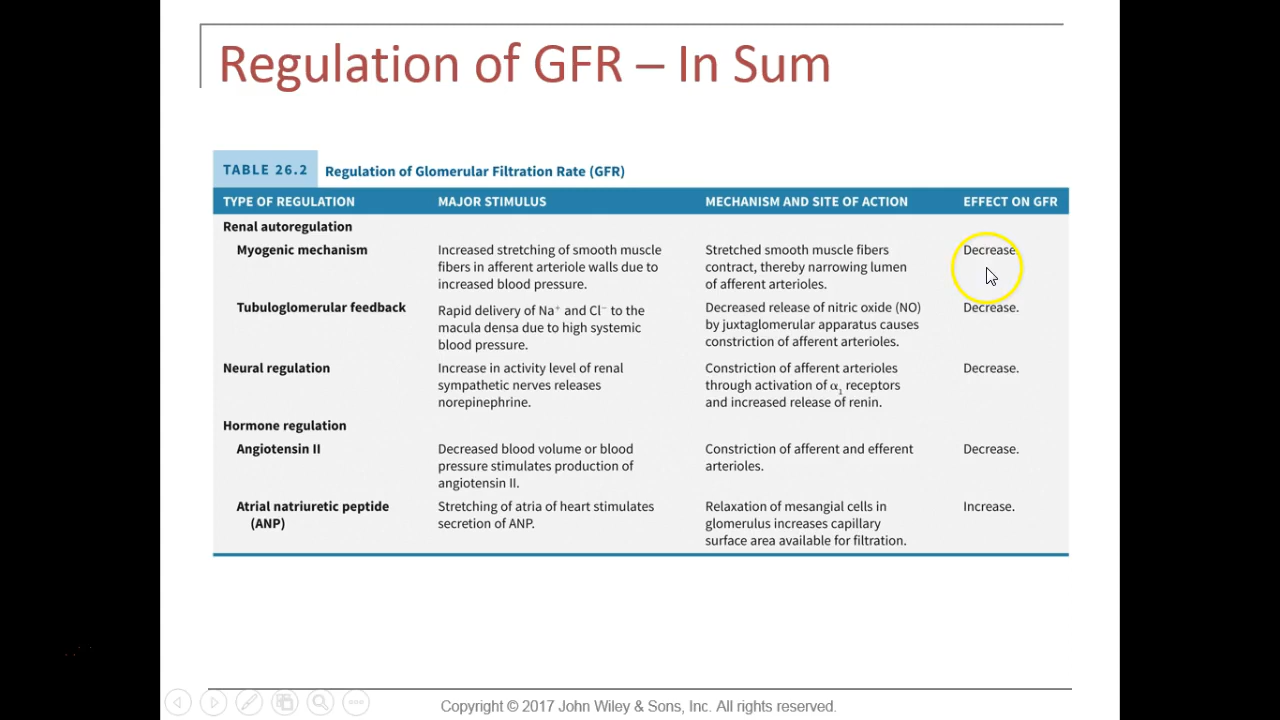 Regulation of GFR – In Sum
TABLE 26.2 Regulation of Glomerular Filtration Rate (GFR)
TYPE OF REGULATION MAJOR STIMULUS MECHANISM AND SITE OF ACTION EFFECT ON GFR
Renal autoregulation
Myogenic mechanism Increased stretching of smooth muscle Stretched smooth muscle fibers Decrease.
fibers in afferent arteriole walls due to contract, thereby narrowing lumen
increased blood pressure. of afferent arterioles.
Tubuloglomerular feedback Rapid delivery of Na⁺ and Cl⁻ to the Decreased release of nitric oxide (NO) Decrease.
macula densa due to high systemic by juxtaglomerular apparatus causes
blood pressure. constriction of afferent arterioles.
Neural regulation Increase in activity level of renal Constriction of afferent arterioles Decrease.
sympathetic nerves releases through activation of α₁ receptors
norepinephrine. and increased release of renin.
Hormone regulation
Angiotensin II Decreased blood volume or blood Constriction of afferent and efferent Decrease.
pressure stimulates production of arterioles.
angiotensin II.
Atrial natriuretic peptide Stretching of atria of heart stimulates Relaxation of mesangial cells in Increase.
(ANP) secretion of ANP. glomerulus increases capillary
surface area available for filtration.
Copyright © 2017 John Wiley & Sons, Inc. All rights reserved.